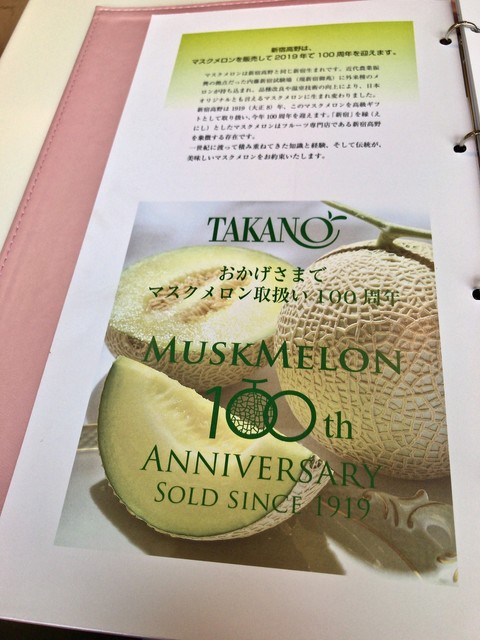 新宿高野は、
マスクメロンを販売して2019年で100周年を迎えます。
マスクメロンは新宿高野と同じ新宿生まれです。近代農業振
興の拠点だった内藤新宿試験場（現新宿御苑）に外来種のメ
ロンが持ち込まれ、品種改良や温室技術の向上により、日本
オリジナルとも言えるマスクメロンに生まれ変わりました。
新宿高野は1919（大正8）年、このマスクメロンを高級ギフ
トとして取り扱い、今年100周年を迎えます。「新宿」を縁（え
にし）としたマスクメロンはフルーツ専門店である新宿高野
を象徴する存在です。
一世紀に渡って積み重ねてきた知識と経験、そして伝統が、
美味しいマスクメロンをお約束いたします。
TAKANO
おかげさまで
マスクメロン取扱い100周年
MUSKMELON
100th
ANNIVERSARY
SOLD SINCE 1919